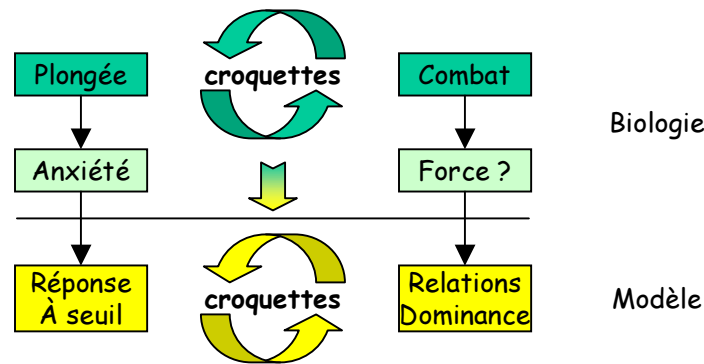 Plongée
croquettes
Combat
Biologie
Anxiété
Force ?
Réponse
À seuil
croquettes
Relations
Dominance
Modèle